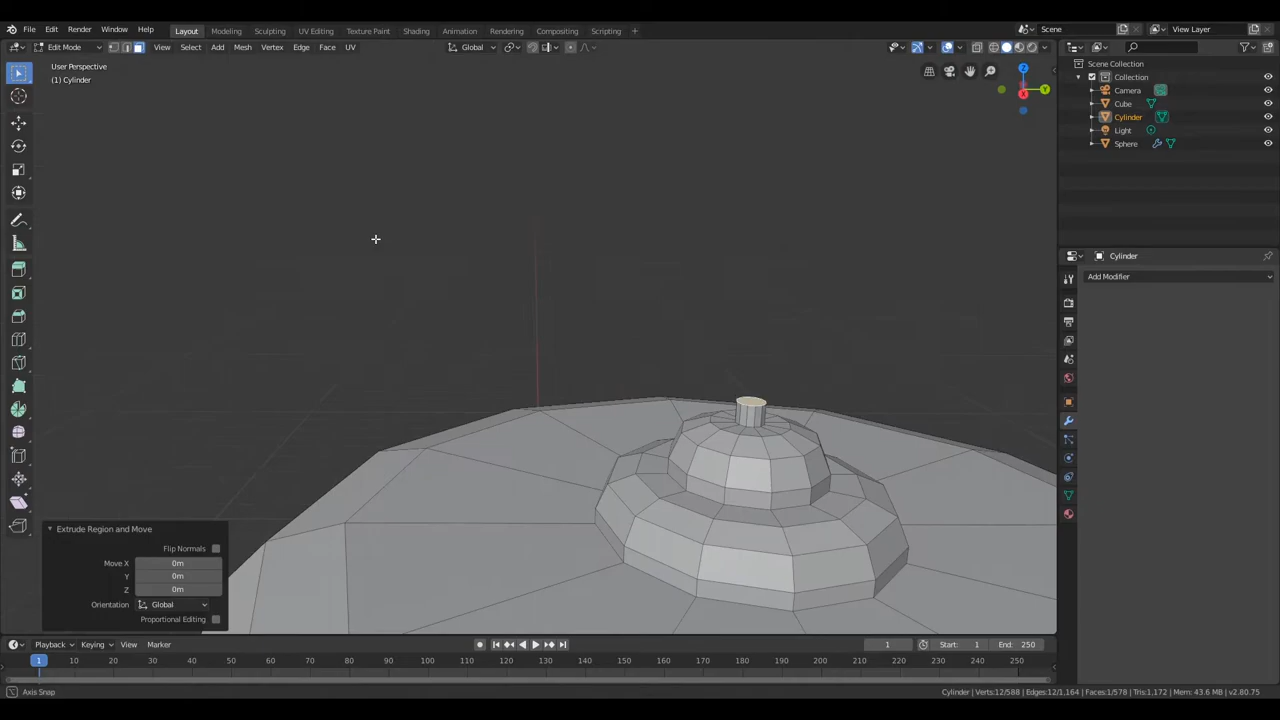 File Edit Render Window Help Layout Modeling Sculpting UV Editing Texture Paint Shading Animation Rendering Compositing Scripting Scene View Layer
Edit Mode View Select Add Mesh Vertex Edge Face UV Global
User Perspective
(1) Cylinder
Z
Y
X
Scene Collection
Collection
Camera
Cube
Cylinder
Light
Sphere
Cylinder
Add Modifier
Extrude Region and Move
Flip Normals
Move X 0m
Y 0m
Z 0m
Orientation Global
Proportional Editing
Playback Keying View Marker 1 Start: 1 End: 250
1 10 20 30 40 50 60 70 80 90 100 110 120 130 140 150 160 170 180 190 200 210 220 230 240 250
Axis Snap Cylinder | Verts:12/588 | Edges:12/1,164 | Faces:1/578 | Tris:1,172 | Mem: 43.6 MB | v2.80.75